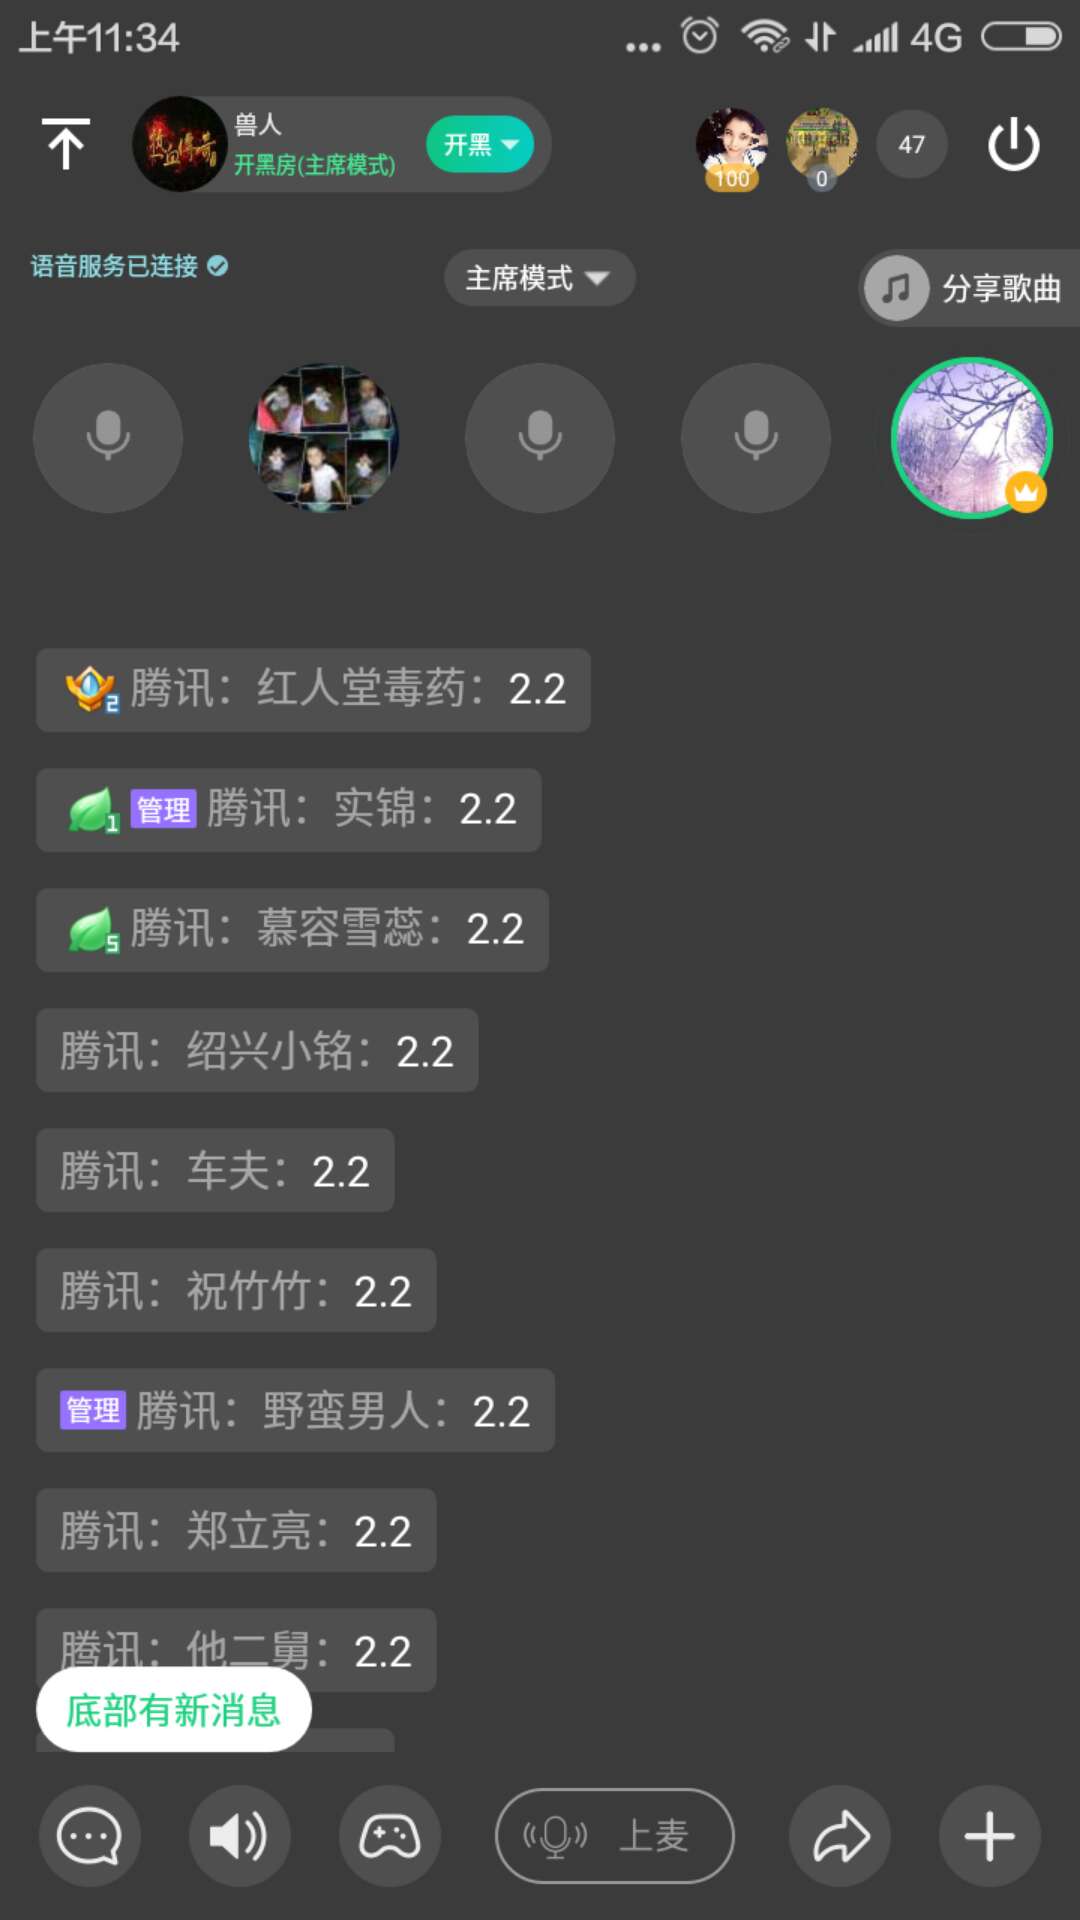 上午11:34
4G
热血传奇
兽人
开黑房(主席模式)
开黑
100
0
47
语音服务已连接
主席模式
分享歌曲
2
腾讯：红人堂毒药：2.2
1
管理 腾讯：实锦：2.2
5
腾讯：慕容雪蕊：2.2
腾讯：绍兴小铭：2.2
腾讯：车夫：2.2
腾讯：祝竹竹：2.2
管理 腾讯：野蛮男人：2.2
腾讯：郑立亮：2.2
腾讯：他二舅：2.2
底部有新消息
上麦